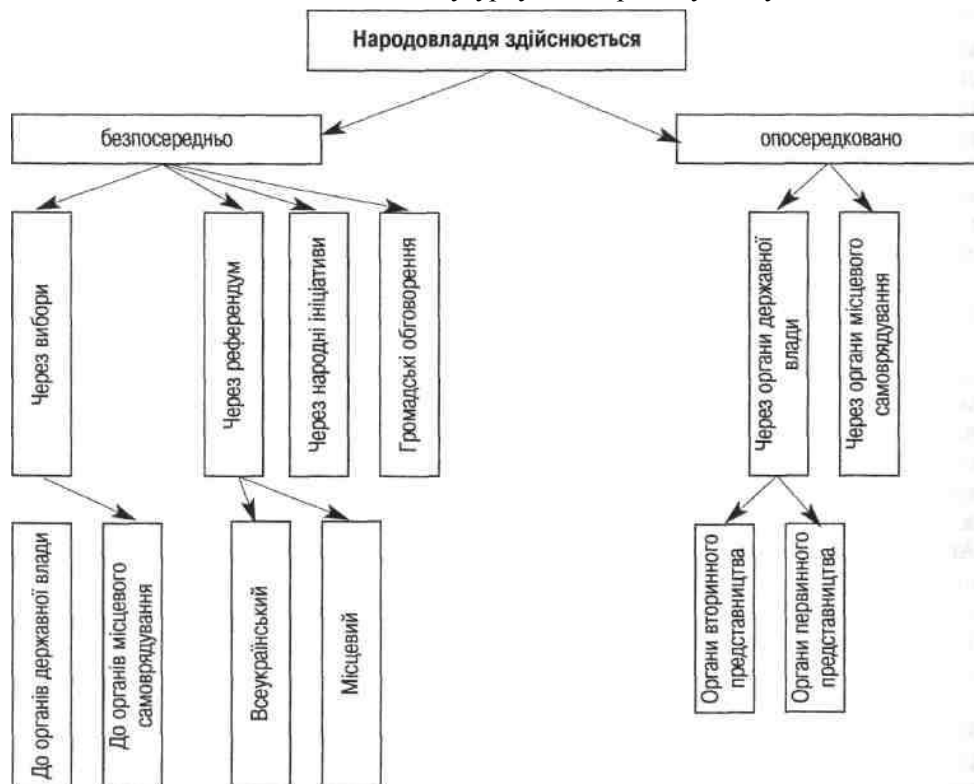 Народовладдя здійснюється
безпосередньо
опосередковано
Через вибори
Через референдум
Через народні ініціативи
Громадські обговорення
Через органи державної
влади
Через органи місцевого
самоврядування
До органів державної влади
До органів місцевого
самоврядування
Всеукраїнський
Місцевий
Органи вторинного
представництва
Органи первинного
представництва